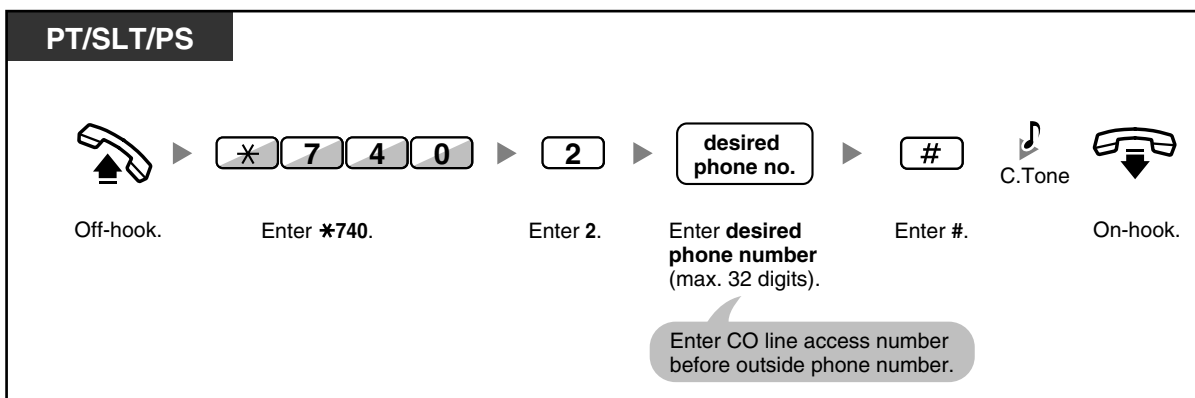 PT/SLT/PS
* 7 4 0
2
desired
phone no.
#
C.Tone
Off-hook.
Enter *740.
Enter 2.
Enter desired
phone number
(max. 32 digits).
Enter #.
On-hook.
Enter CO line access number
before outside phone number.